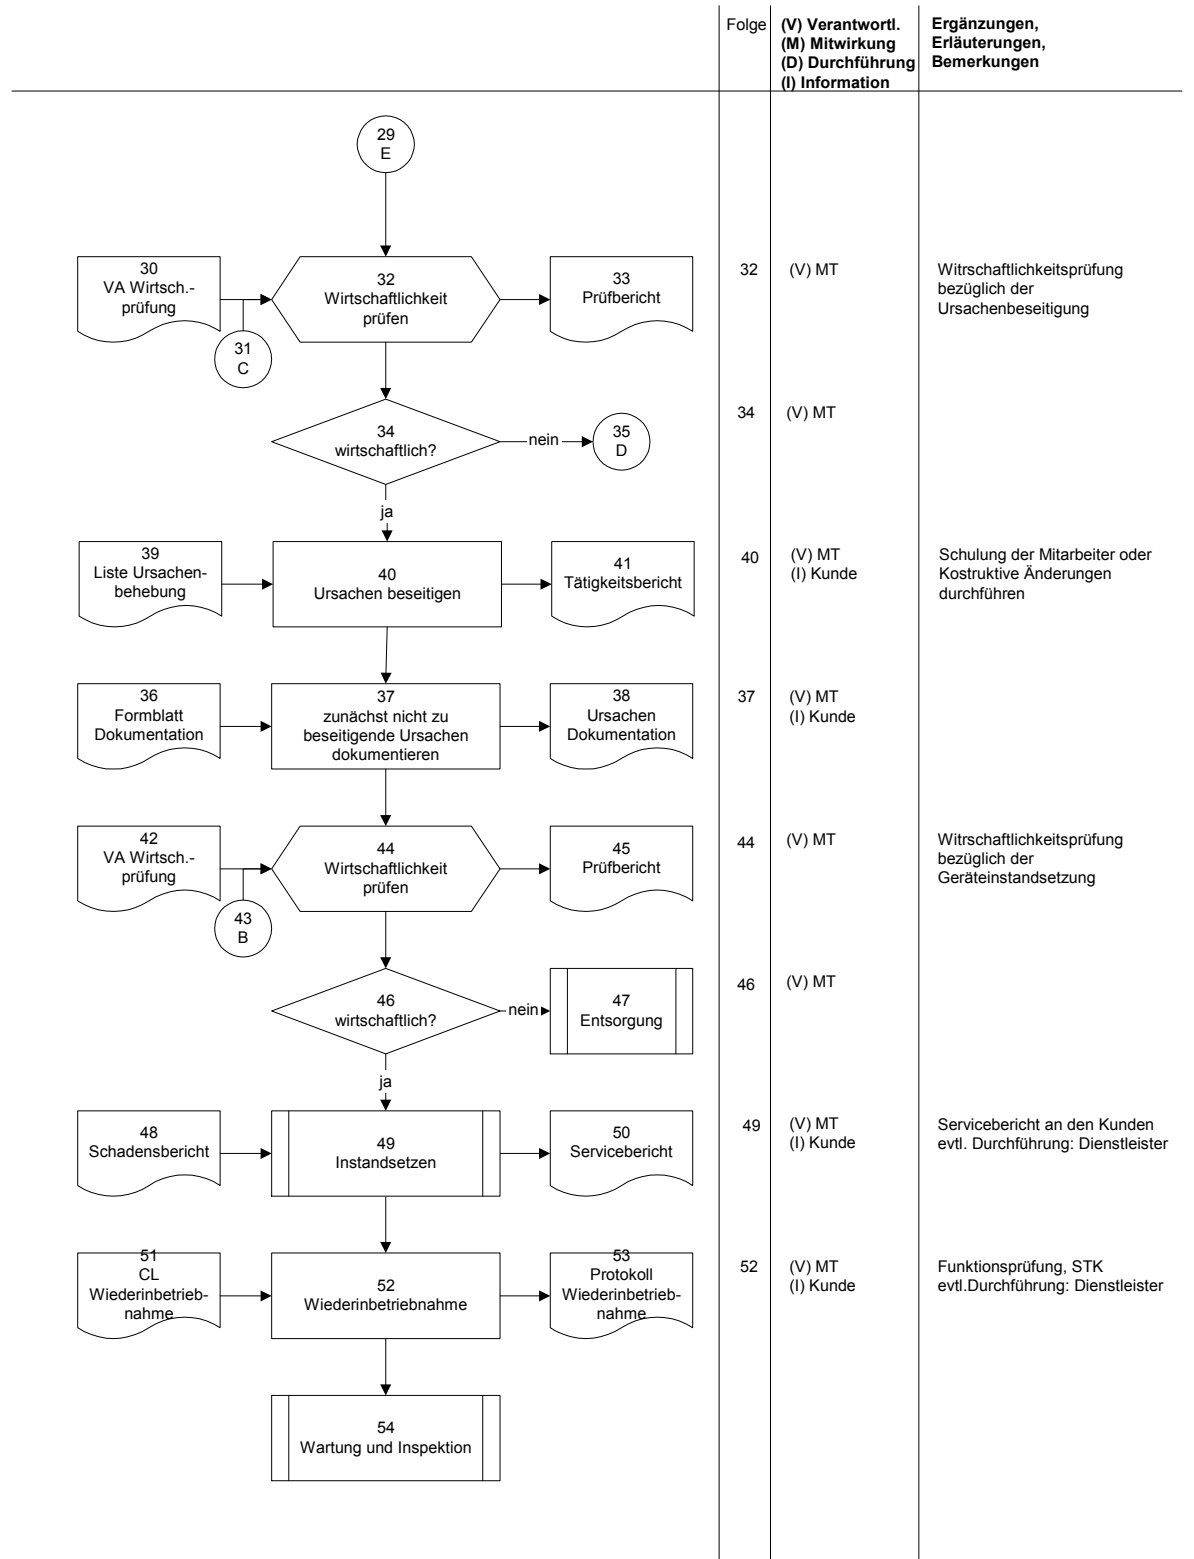 Folge
(V) Verantwortl.
(M) Mitwirkung
(D) Durchführung
(I) Information
Ergänzungen,
Erläuterungen,
Bemerkungen
29
E
30
VA Wirtsch.-
prüfung
31
C
32
Wirtschaftlichkeit
prüfen
33
Prüfbericht
32
(V) MT
Witrschaftlichkeitsprüfung
bezüglich der
Ursachenbeseitigung
34
wirtschaftlich?
nein
35
D
34
(V) MT
ja
39
Liste Ursachen-
behebung
40
Ursachen beseitigen
41
Tätigkeitsbericht
40
(V) MT
(I) Kunde
Schulung der Mitarbeiter oder
Kostruktive Änderungen
durchführen
36
Formblatt
Dokumentation
37
zunächst nicht zu
beseitigende Ursachen
dokumentieren
38
Ursachen
Dokumentation
37
(V) MT
(I) Kunde
42
VA Wirtsch.-
prüfung
43
B
44
Wirtschaftlichkeit
prüfen
45
Prüfbericht
44
(V) MT
Witrschaftlichkeitsprüfung
bezüglich der
Geräteinstandsetzung
46
wirtschaftlich?
nein
47
Entsorgung
46
(V) MT
ja
48
Schadensbericht
49
Instandsetzen
50
Servicebericht
49
(V) MT
(I) Kunde
Servicebericht an den Kunden
evtl. Durchführung: Dienstleister
51
CL
Wiederinbetrieb-
nahme
52
Wiederinbetriebnahme
53
Protokoll
Wiederinbetrieb-
nahme
52
(V) MT
(I) Kunde
Funktionsprüfung, STK
evtl.Durchführung: Dienstleister
54
Wartung und Inspektion